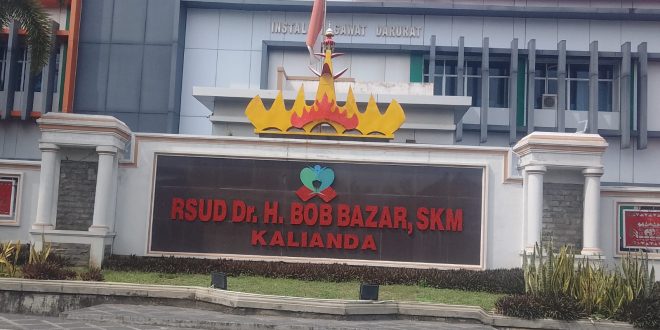 INSTALASI GAWAT DARURAT
RSUD Dr. H. BOB BAZAR, SKM
KALIANDA